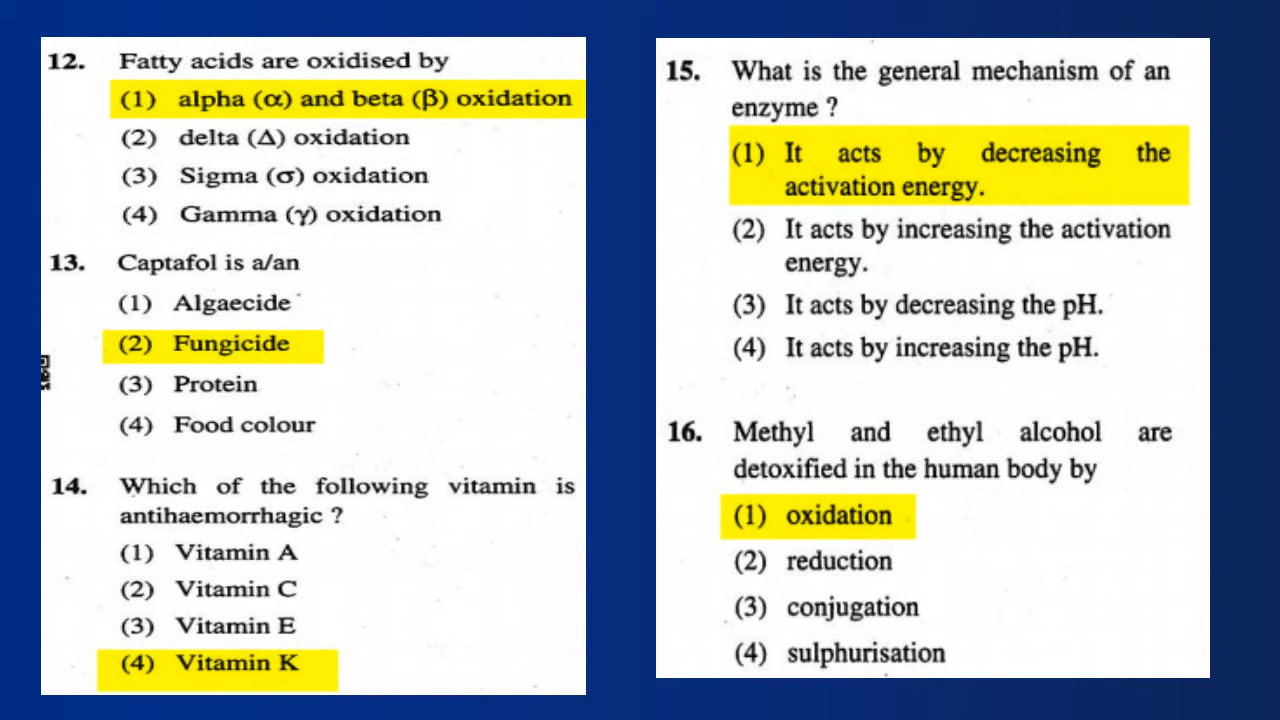 12. Fatty acids are oxidised by
(1) alpha (α) and beta (β) oxidation
(2) delta (Δ) oxidation
(3) Sigma (σ) oxidation
(4) Gamma (γ) oxidation
13. Captafol is a/an
(1) Algaecide
(2) Fungicide
(3) Protein
(4) Food colour
14. Which of the following vitamin is
antihaemorrhagic ?
(1) Vitamin A
(2) Vitamin C
(3) Vitamin E
(4) Vitamin K
15. What is the general mechanism of an
enzyme ?
(1) It acts by decreasing the
activation energy.
(2) It acts by increasing the activation
energy.
(3) It acts by decreasing the pH.
(4) It acts by increasing the pH.
16. Methyl and ethyl alcohol are
detoxified in the human body by
(1) oxidation
(2) reduction
(3) conjugation
(4) sulphurisation